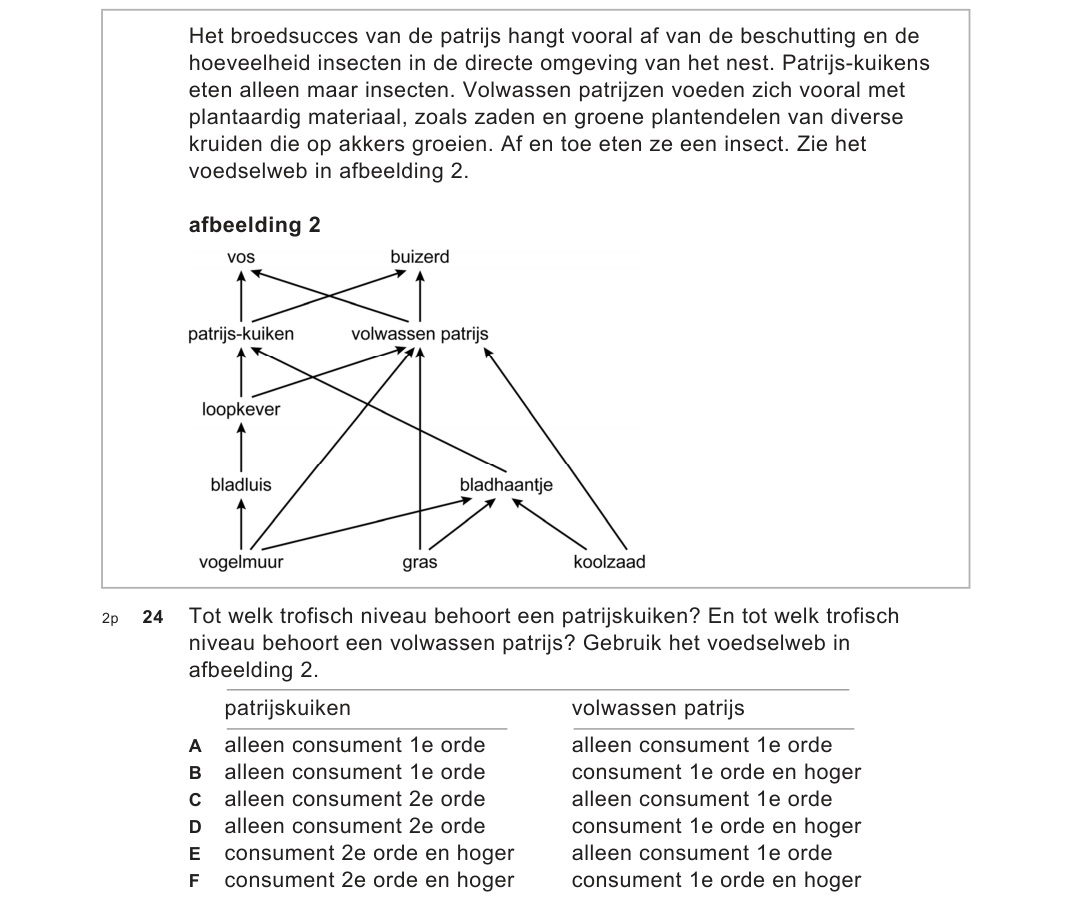 Het broedsucces van de patrijs hangt vooral af van de beschutting en de
hoeveelheid insecten in de directe omgeving van het nest. Patrijs-kuikens
eten alleen maar insecten. Volwassen patrijzen voeden zich vooral met
plantaardig materiaal, zoals zaden en groene plantendelen van diverse
kruiden die op akkers groeien. Af en toe eten ze een insect. Zie het
voedselweb in afbeelding 2.
afbeelding 2
vos buizerd
patrijs-kuiken volwassen patrijs
loopkever
bladluis bladhaantje
vogelmuur gras koolzaad
2p 24 Tot welk trofisch niveau behoort een patrijskuiken? En tot welk trofisch
niveau behoort een volwassen patrijs? Gebruik het voedselweb in
afbeelding 2.
patrijskuiken volwassen patrijs
A alleen consument 1e orde alleen consument 1e orde
B alleen consument 1e orde consument 1e orde en hoger
C alleen consument 2e orde alleen consument 1e orde
D alleen consument 2e orde consument 1e orde en hoger
E consument 2e orde en hoger alleen consument 1e orde
F consument 2e orde en hoger consument 1e orde en hoger